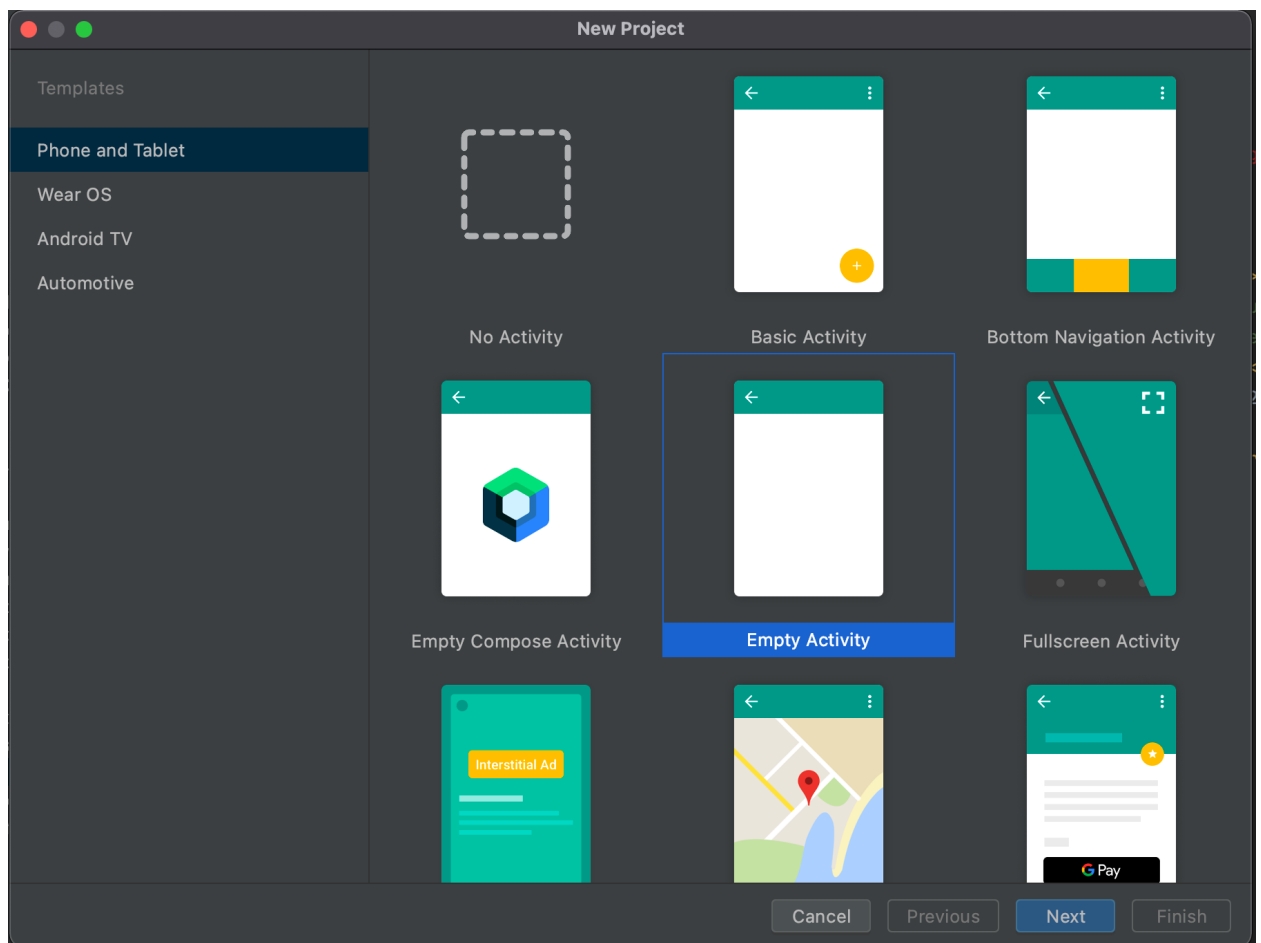 New Project
Templates
Phone and Tablet
Wear OS
Android TV
Automotive
No Activity
Basic Activity
Bottom Navigation Activity
Empty Compose Activity
Empty Activity
Fullscreen Activity
Interstitial Ad
G Pay
Cancel
Previous
Next
Finish